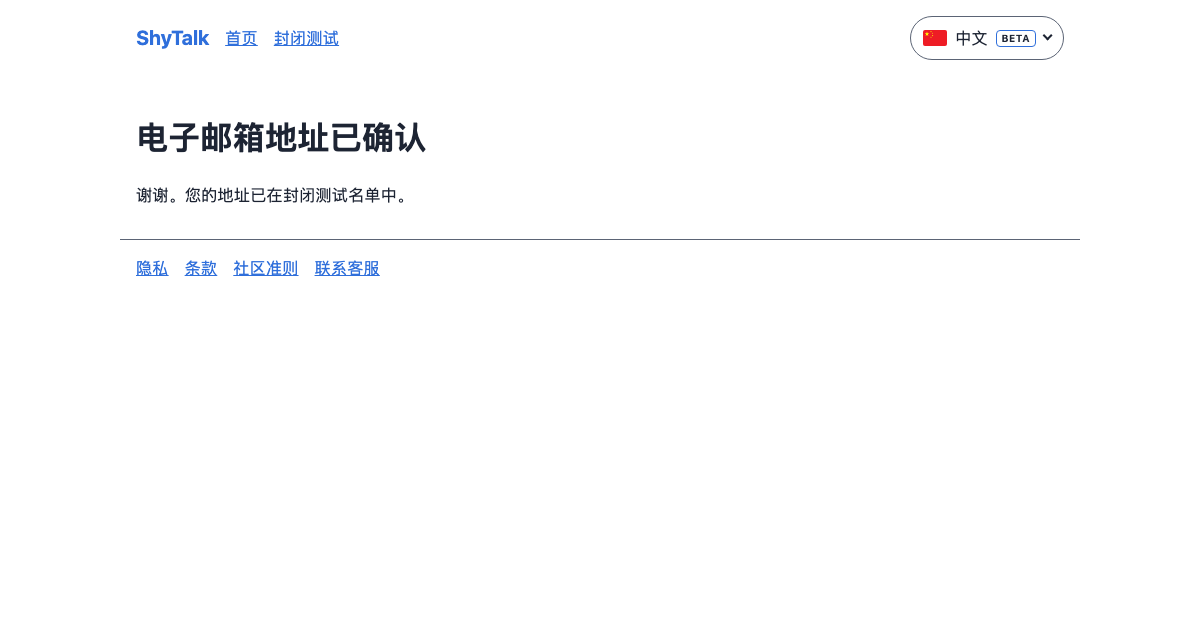 ShyTalk 首页 封闭测试 中文 BETA
电子邮箱地址已确认
谢谢。您的地址已在封闭测试名单中。
隐私 条款 社区准则 联系客服